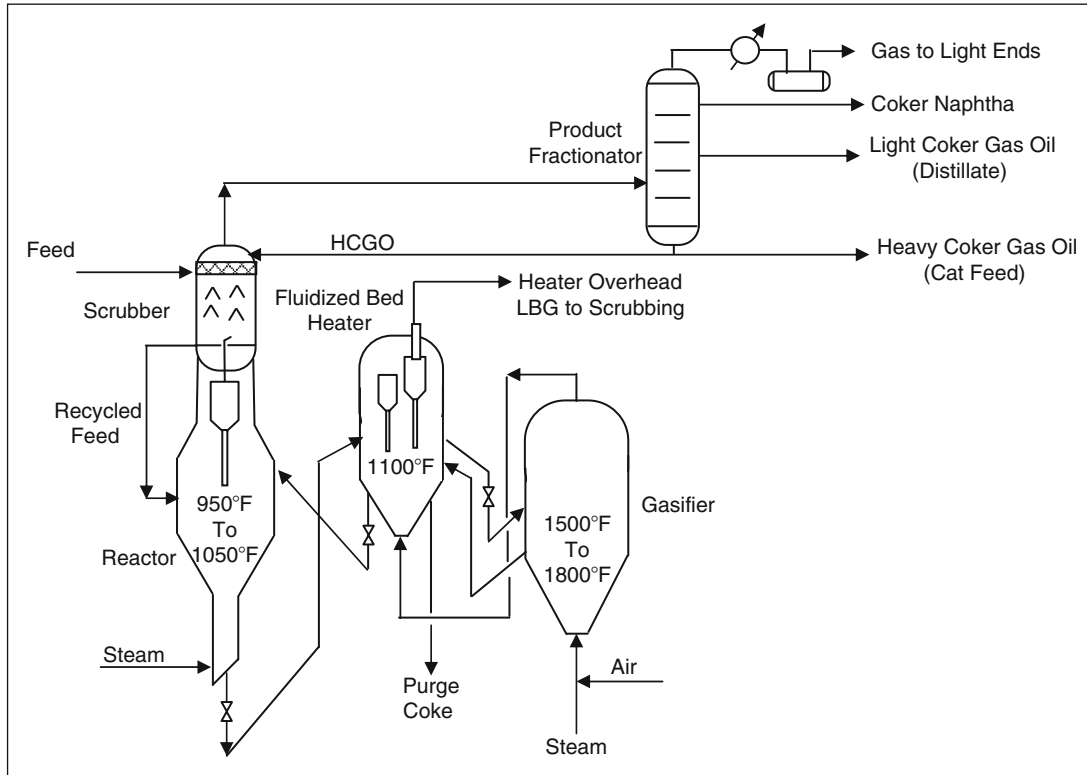 Gas to Light Ends
Coker Naphtha
Product
Fractionator
Light Coker Gas Oil
(Distillate)
HCGO
Feed
Heavy Coker Gas Oil
(Cat Feed)
Heater Overhead
LBG to Scrubbing
Fluidized Bed
Heater
Scrubber
Recycled
Feed
1100°F
950°F
To
1050°F
Reactor
Gasifier
1500°F
To
1800°F
Steam
Air
Purge
Coke
Steam